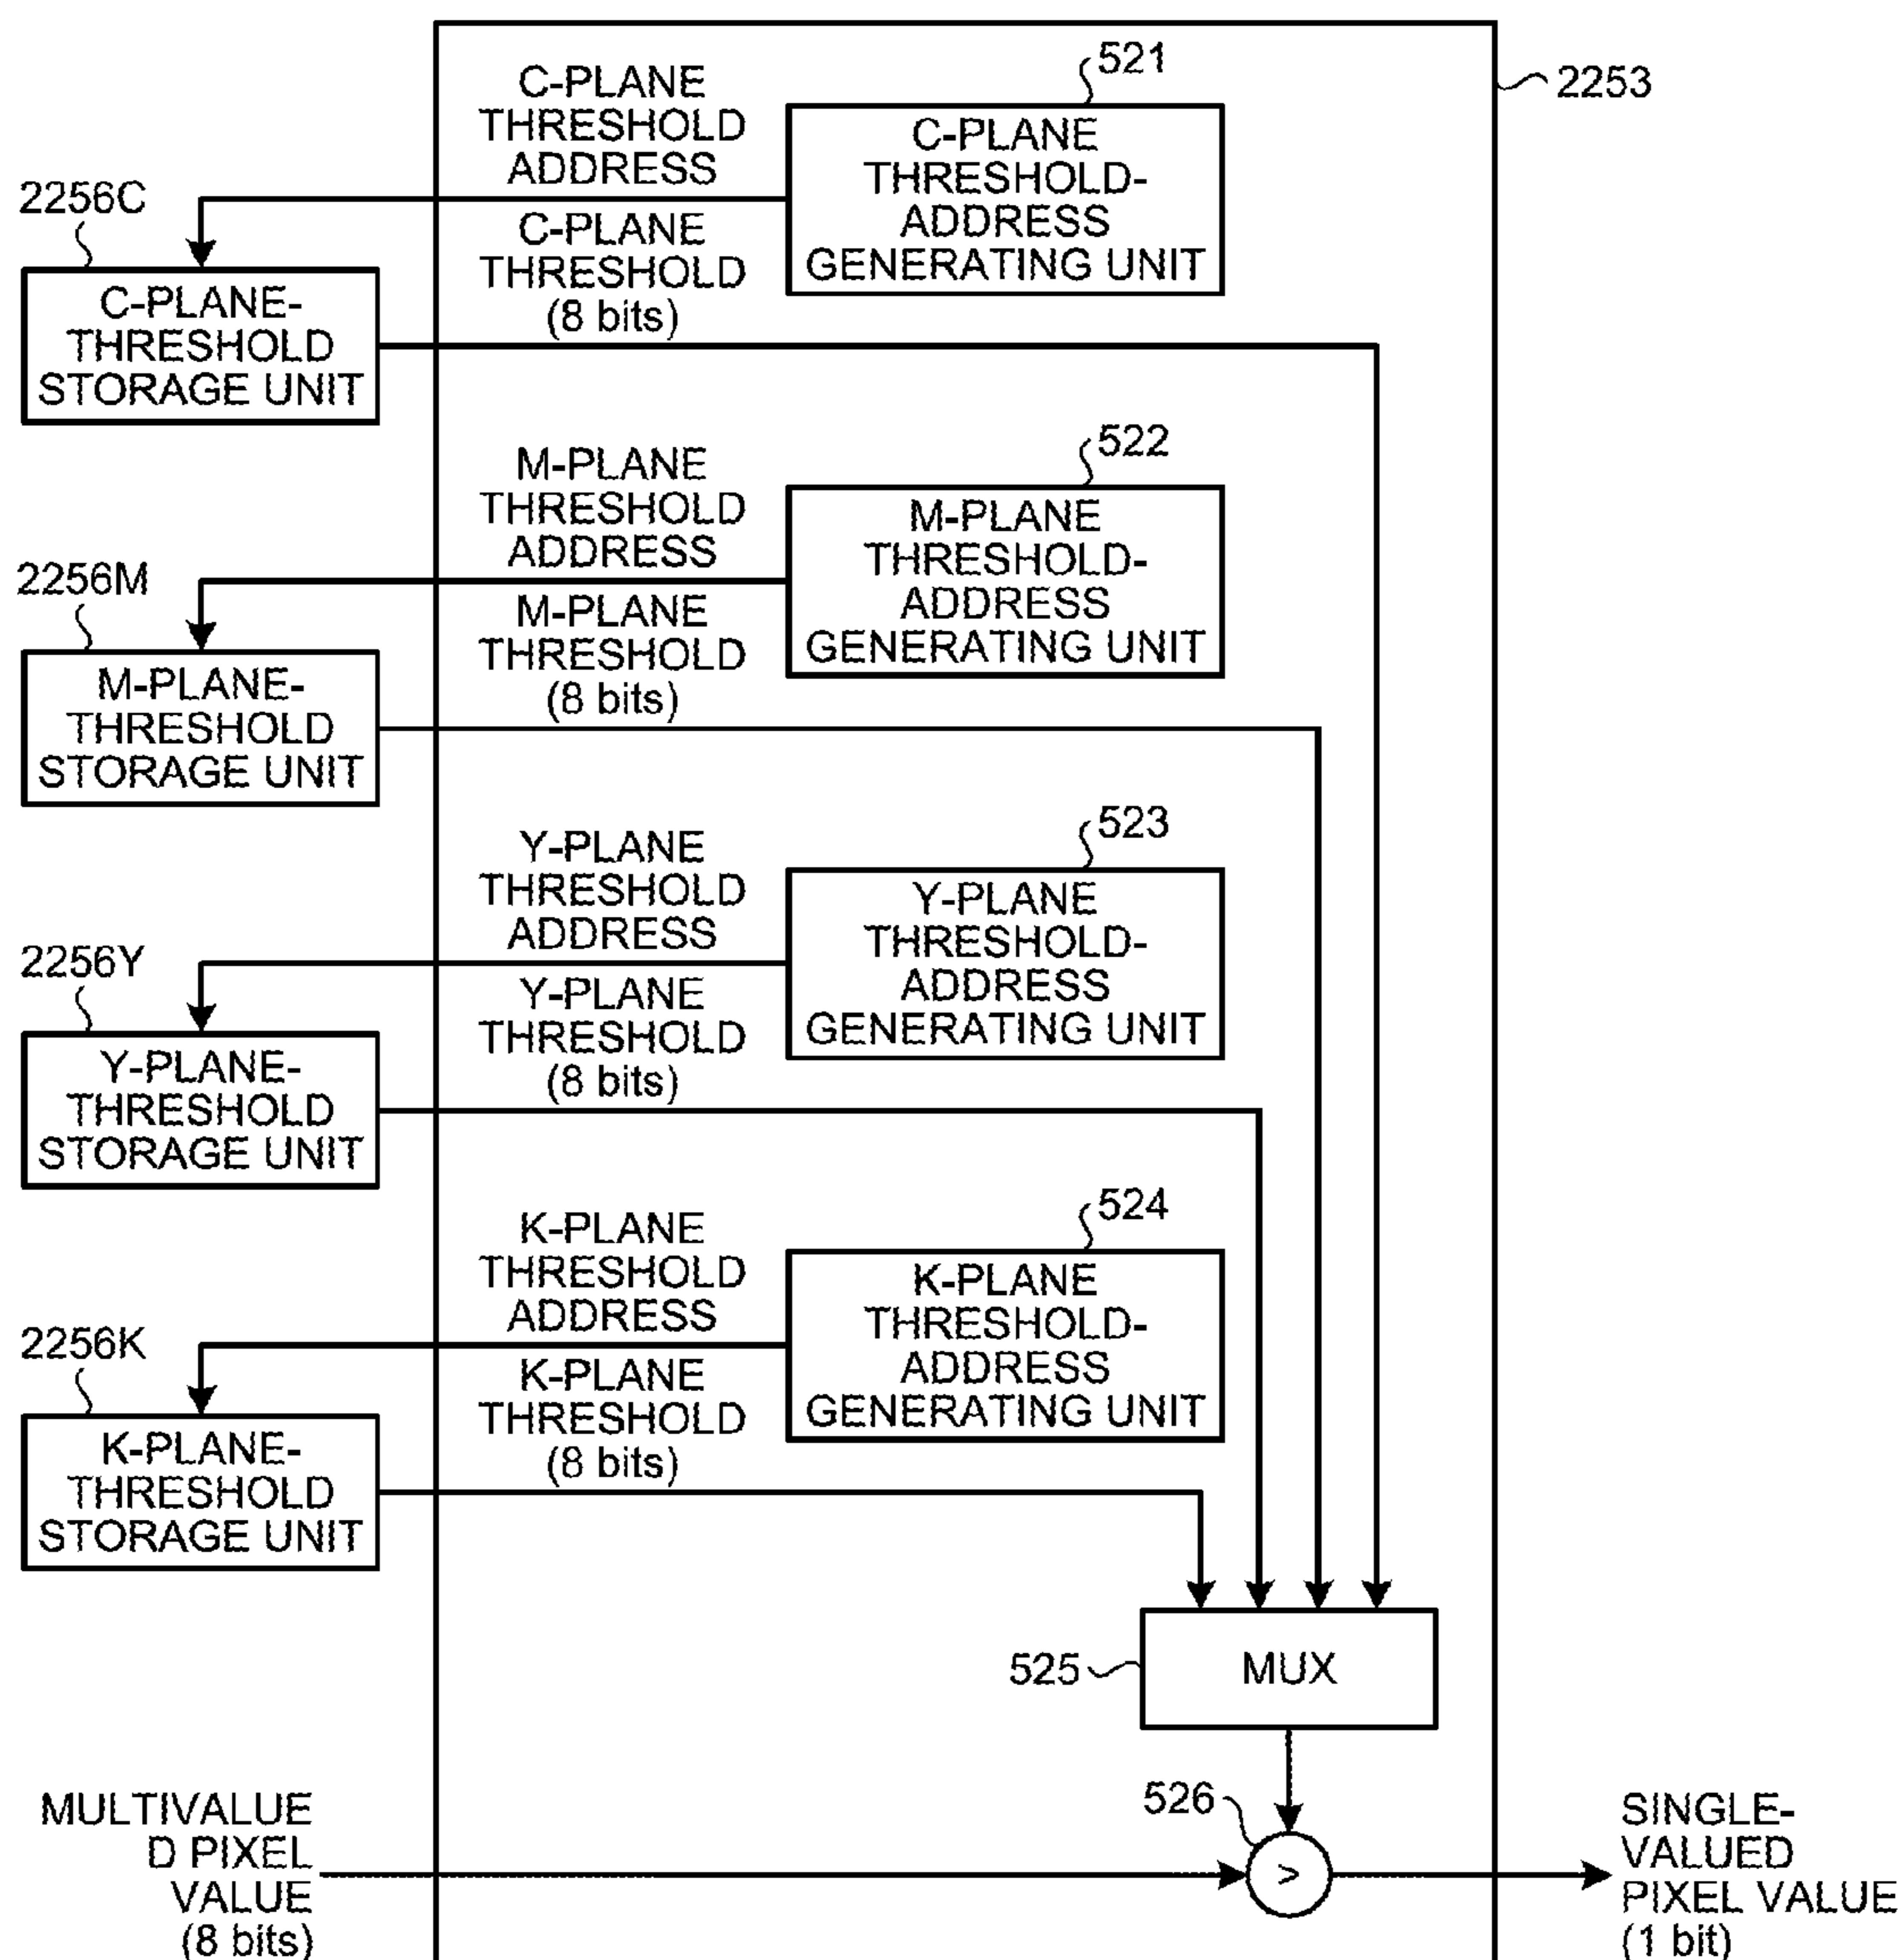 521
2253
C-PLANE
THRESHOLD
ADDRESS
C-PLANE
THRESHOLD-
ADDRESS
GENERATING UNIT
2256C
C-PLANE
THRESHOLD
(8 bits)
C-PLANE-
THRESHOLD
STORAGE UNIT
522
M-PLANE
THRESHOLD
ADDRESS
M-PLANE
THRESHOLD-
ADDRESS
GENERATING UNIT
2256M
M-PLANE
THRESHOLD
(8 bits)
M-PLANE-
THRESHOLD
STORAGE UNIT
523
Y-PLANE
THRESHOLD
ADDRESS
Y-PLANE
THRESHOLD-
ADDRESS
GENERATING UNIT
2256Y
Y-PLANE
THRESHOLD
(8 bits)
Y-PLANE-
THRESHOLD
STORAGE UNIT
524
K-PLANE
THRESHOLD
ADDRESS
K-PLANE
THRESHOLD-
ADDRESS
GENERATING UNIT
2256K
K-PLANE
THRESHOLD
(8 bits)
K-PLANE-
THRESHOLD
STORAGE UNIT
525
MUX
526
>
MULTIVALUE
D PIXEL
VALUE
(8 bits)
SINGLE-
VALUED
PIXEL VALUE
(1 bit)